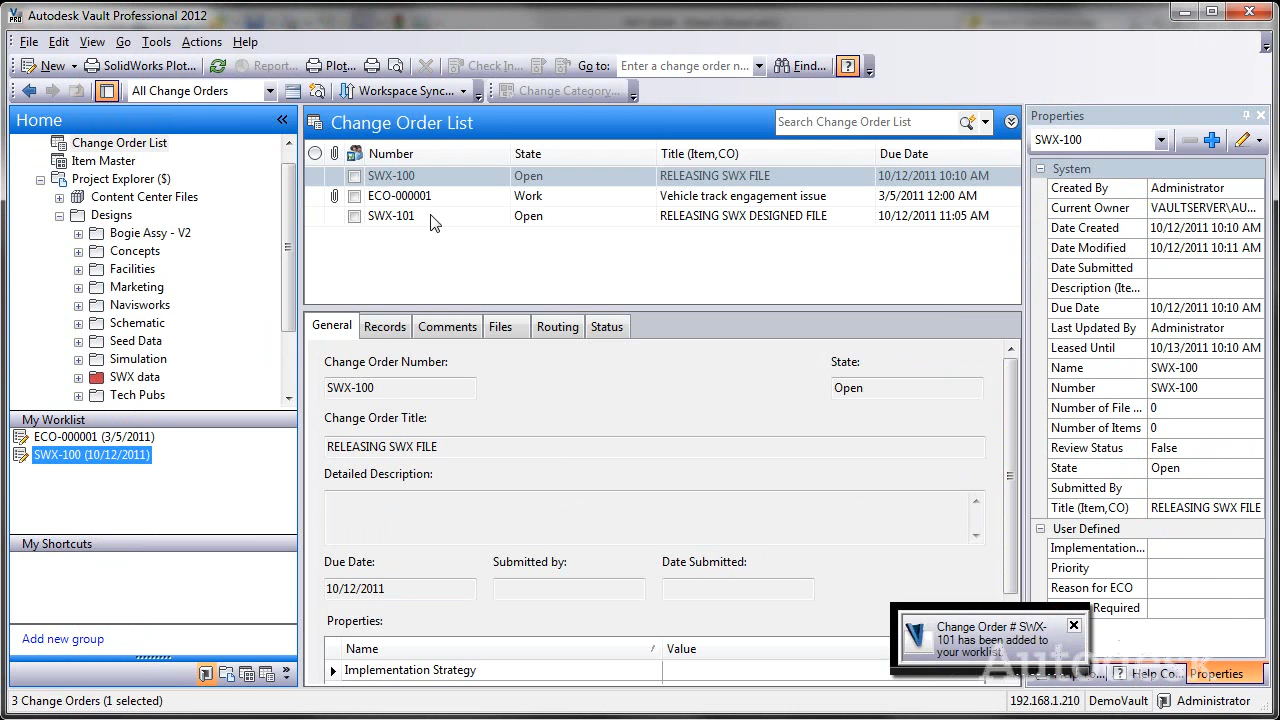 Autodesk Vault Professional 2012
File Edit View Go Tools Actions Help
New SolidWorks Plot... Report... Plot... Check In... Go to: Enter a change order n... Find...
All Change Orders Workspace Sync... Change Category...
Home
Change Order List
Item Master
Project Explorer ($)
Content Center Files
Designs
Bogie Assy - V2
Concepts
Facilities
Marketing
Navisworks
Schematic
Seed Data
Simulation
SWX data
Tech Pubs
My Worklist
ECO-000001 (3/5/2011)
SWX-100 (10/12/2011)
My Shortcuts
Add new group
Change Order List Search Change Order List
Number State Title (Item,CO) Due Date
SWX-100 Open RELEASING SWX FILE 10/12/2011 10:10 AM
ECO-000001 Work Vehicle track engagement issue 3/5/2011 12:00 AM
SWX-101 Open RELEASING SWX DESIGNED FILE 10/12/2011 11:05 AM
General Records Comments Files Routing Status
Change Order Number: State:
SWX-100 Open
Change Order Title:
RELEASING SWX FILE
Detailed Description:
Due Date: Submitted by: Date Submitted:
10/12/2011
Properties:
Name Value
Implementation Strategy
Properties
SWX-100
System
Created By Administrator
Current Owner VAULTSERVER\AU...
Date Created 10/12/2011 10:10 AM
Date Modified 10/12/2011 10:11 AM
Date Submitted
Description (Ite...
Due Date 10/12/2011 10:10 AM
Last Updated By Administrator
Leased Until 10/13/2011 10:10 AM
Name SWX-100
Number SWX-100
Number of File ... 0
Number of Items 0
Review Status False
State Open
Submitted By
Title (Item,CO) RELEASING SWX FILE
User Defined
Implementation...
Priority
Reason for ECO
Required
Change Order # SWX-
101 has been added to
your worklist.
Autodesk
Help Co... Properties
3 Change Orders (1 selected) 192.168.1.210 DemoVault Administrator